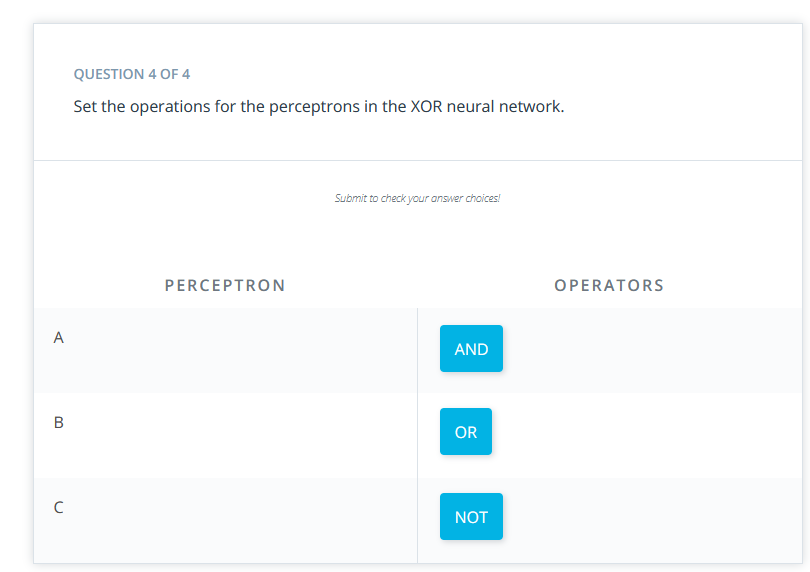 QUESTION 4 OF 4
Set the operations for the perceptrons in the XOR neural network.
Submit to check your answer choices!
PERCEPTRON OPERATORS
A AND
B OR
C NOT